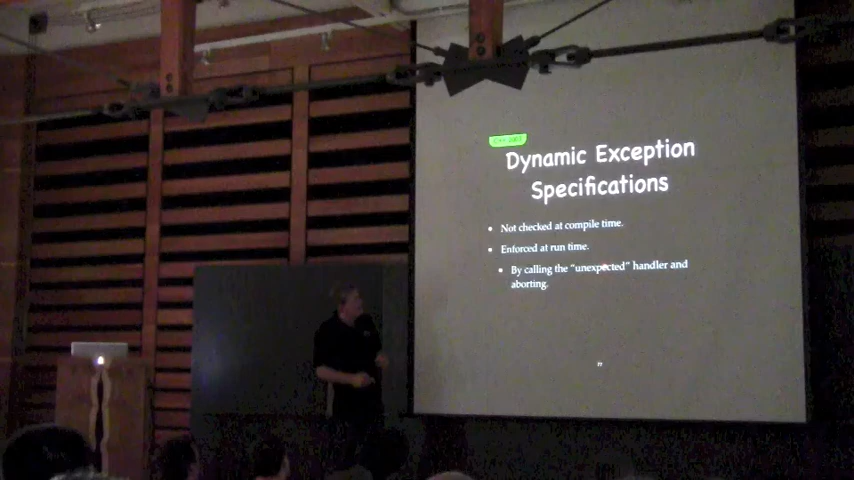 Dynamic Exception
Specifications
• Not checked at compile time.
• Enforced at run time.
• By calling the “unexpected” handler and
aborting.